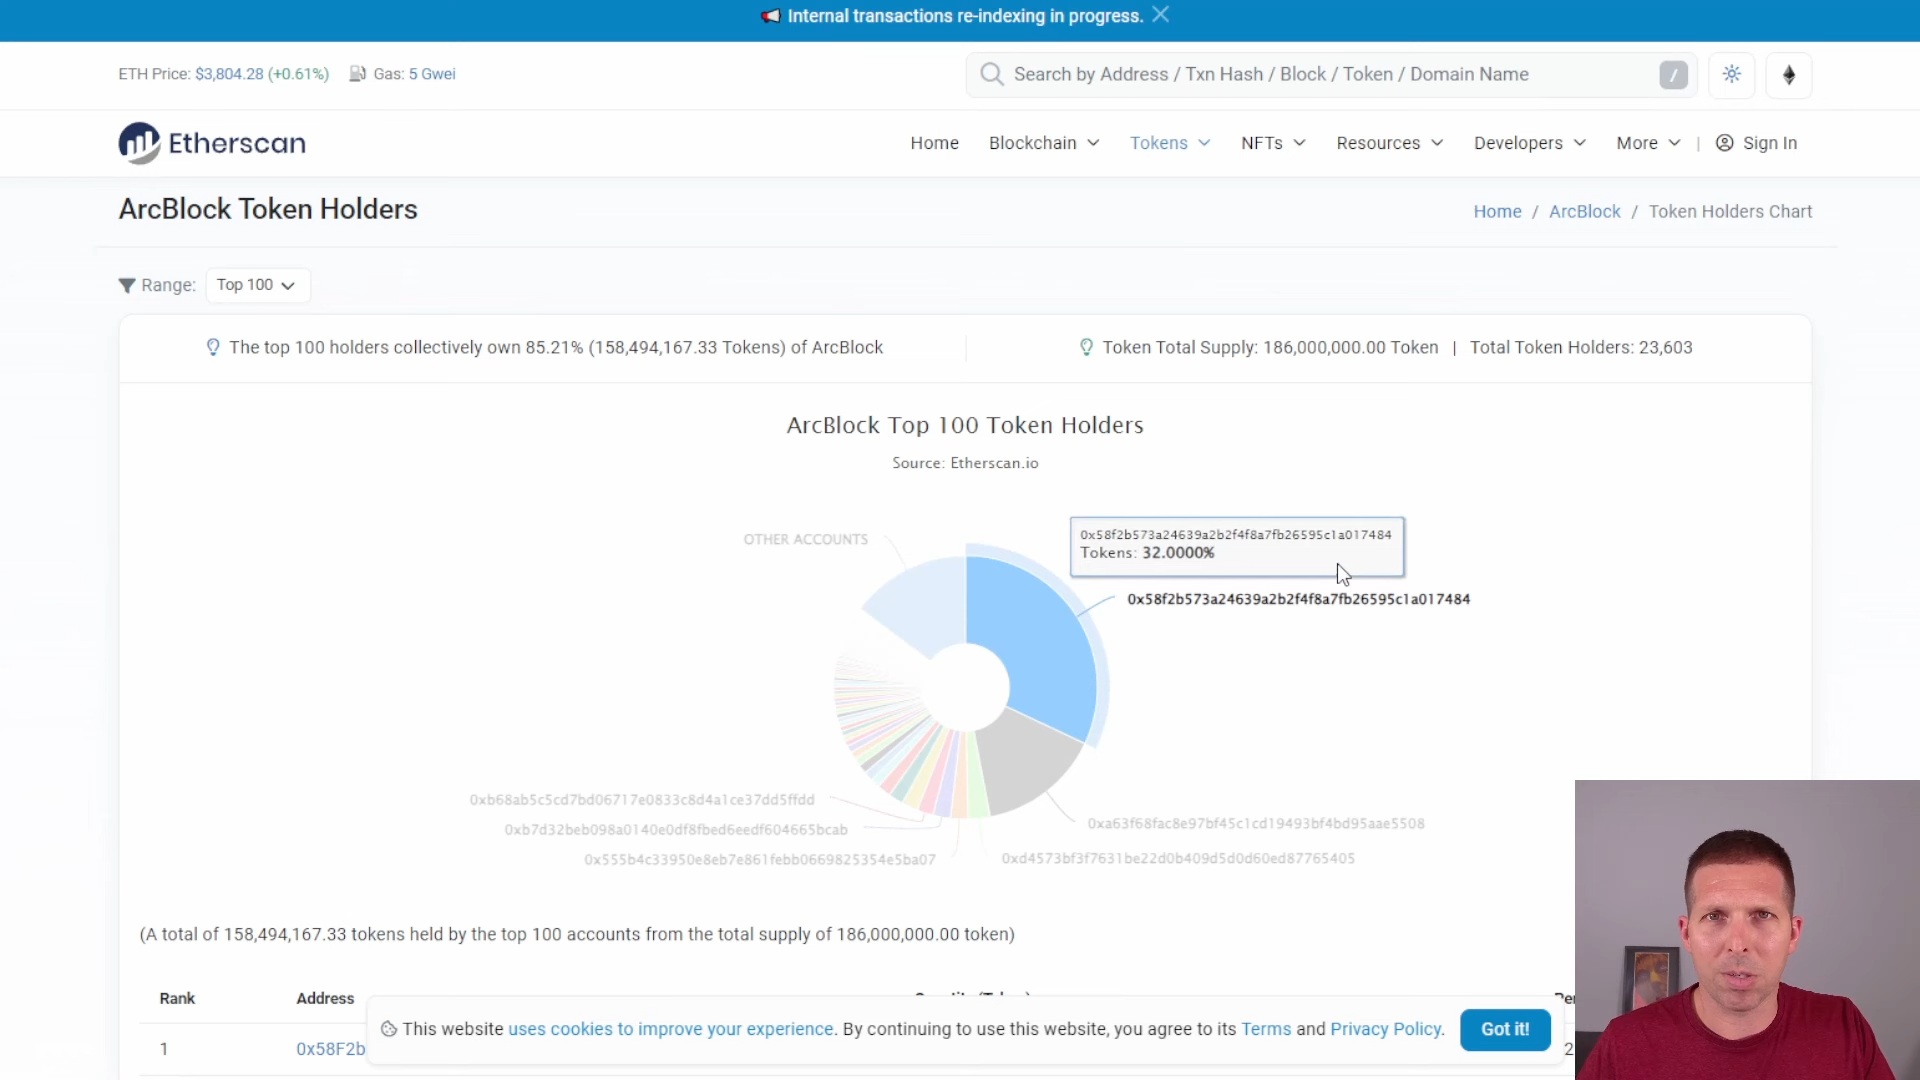 Internal transactions re-indexing in progress.
ETH Price: $3,804.28 (+0.61%) Gas: 5 Gwei
Search by Address / Txn Hash / Block / Token / Domain Name
/
Etherscan
Home Blockchain Tokens NFTs Resources Developers More | Sign In
ArcBlock Token Holders
Home / ArcBlock / Token Holders Chart
Range: Top 100
The top 100 holders collectively own 85.21% (158,494,167.33 Tokens) of ArcBlock
Token Total Supply: 186,000,000.00 Token | Total Token Holders: 23,603
ArcBlock Top 100 Token Holders
Source: Etherscan.io
OTHER ACCOUNTS
0x58f2b573a24639a2b2f4f8a7fb26595c1a017484
Tokens: 32.0000%
0x58f2b573a24639a2b2f4f8a7fb26595c1a017484
0xb68ab5c5cd7bd06717e0833c8d4a1ce37dd5ffdd
0xa63f68fac8e97bf45c1cd19493bf4bd95aae5508
0xb7d32beb098a0140e0df8fbed6eedf604665bcab
0x555b4c33950e8eb7e861febb0669825354e5ba07
0xd4573bf3f7631be22d0b409d5d0d60ed87765405
(A total of 158,494,167.33 tokens held by the top 100 accounts from the total supply of 186,000,000.00 token)
Rank Address
This website uses cookies to improve your experience. By continuing to use this website, you agree to its Terms and Privacy Policy.
Got it!
1 0x58F2b